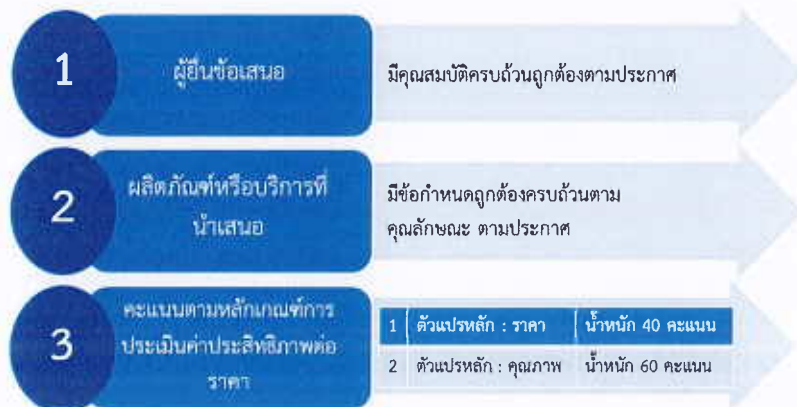 1
ผู้ยื่นข้อเสนอ
มีคุณสมบัติครบถ้วนถูกต้องตามประกาศ
2
ผลิตภัณฑ์หรือบริการที่
นำเสนอ
มีข้อกำหนดถูกต้องครบถ้วนตาม
คุณลักษณะ ตามประกาศ
3
คะแนนตามหลักเกณฑ์การ
ประเมินค่าประสิทธิภาพต่อ
ราคา
1 ตัวแปรหลัก : ราคา น้ำหนัก 40 คะแนน
2 ตัวแปรหลัก : คุณภาพ น้ำหนัก 60 คะแนน